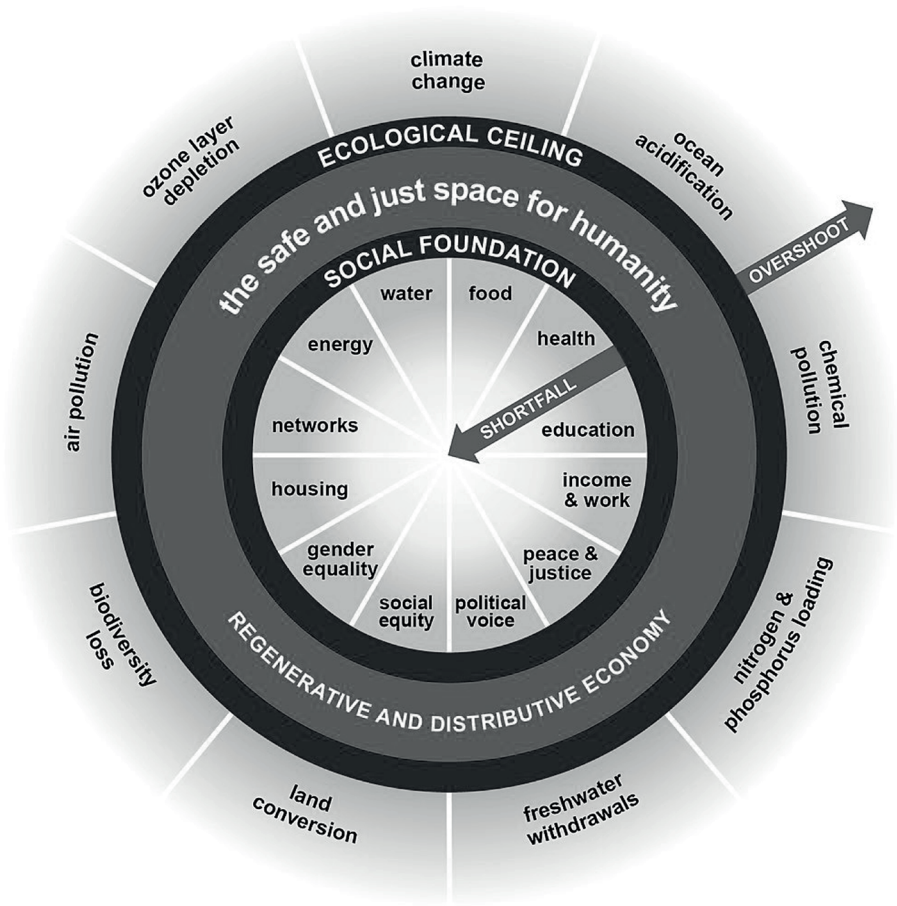 climate
change
ocean
acidification
chemical
pollution
nitrogen &
phosphorus loading
freshwater
withdrawals
land
conversion
biodiversity
loss
air pollution
ozone layer
depletion
OVERSHOOT
ECOLOGICAL CEILING
the safe and just space for humanity
SOCIAL FOUNDATION
water
food
health
SHORTFALL
education
income
& work
peace &
justice
political
voice
social
equity
gender
equality
housing
networks
energy
REGENERATIVE AND DISTRIBUTIVE ECONOMY